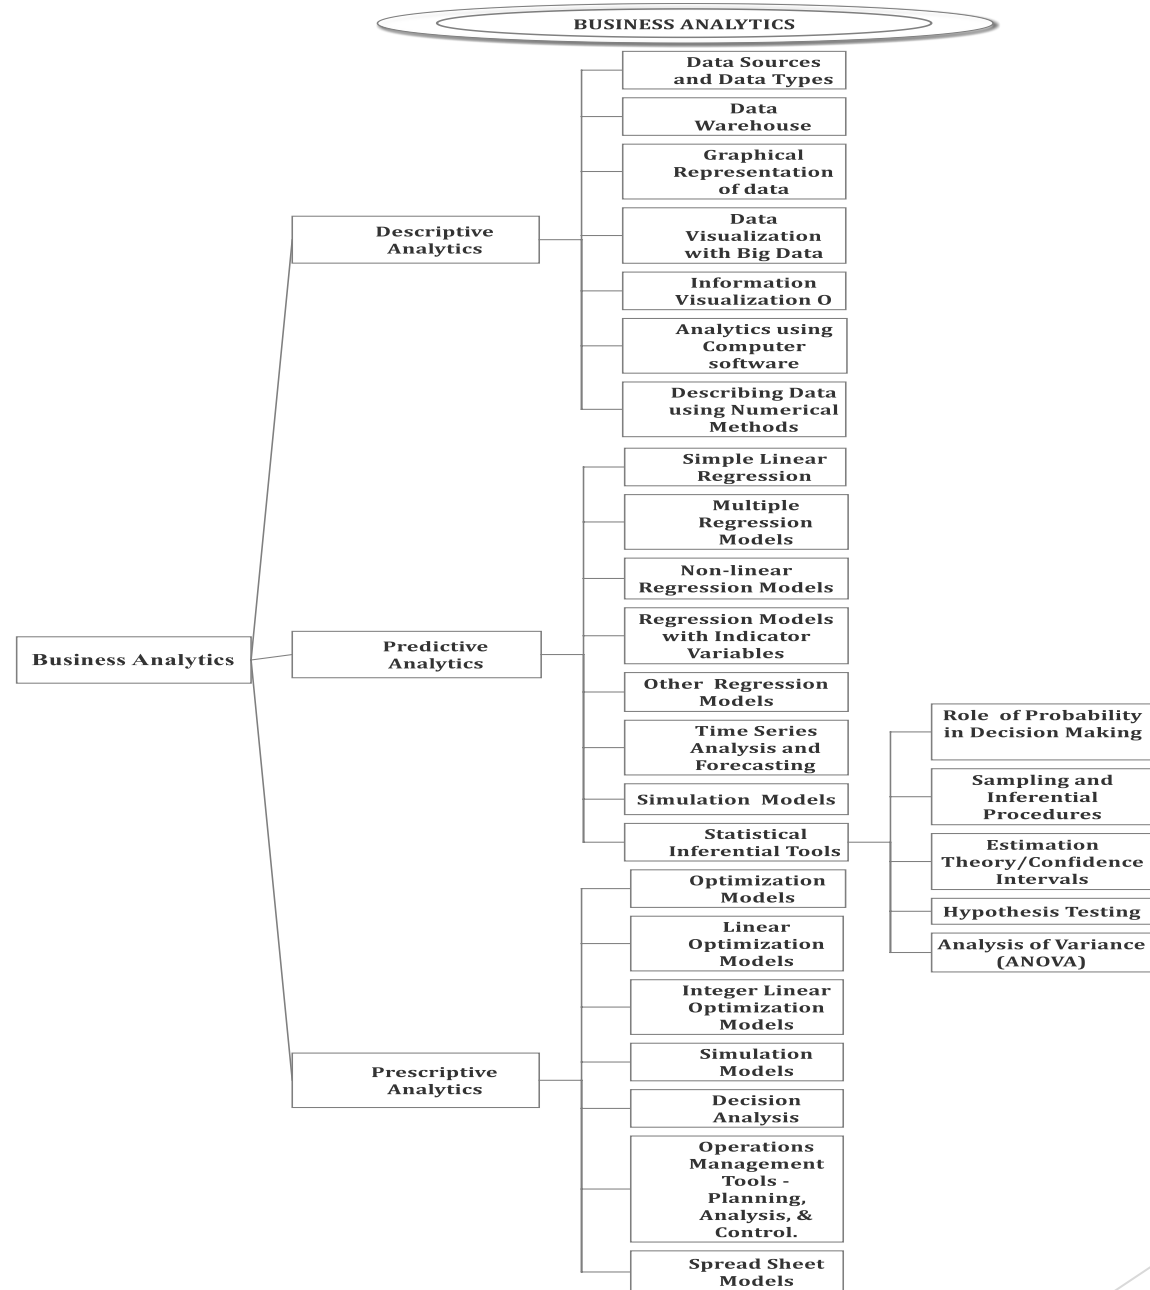 BUSINESS ANALYTICS
Data Sources
and Data Types
Data
Warehouse
Graphical
Representation
of data
Data
Visualization
with Big Data
Information
Visualization O
Analytics using
Computer
software
Describing Data
using Numerical
Methods
Descriptive
Analytics
Simple Linear
Regression
Multiple
Regression
Models
Non-linear
Regression Models
Regression Models
with Indicator
Variables
Other Regression
Models
Time Series
Analysis and
Forecasting
Simulation Models
Statistical
Inferential Tools
Business Analytics
Predictive
Analytics
Role of Probability
in Decision Making
Sampling and
Inferential
Procedures
Estimation
Theory/Confidence
Intervals
Hypothesis Testing
Analysis of Variance
(ANOVA)
Optimization
Models
Linear
Optimization
Models
Integer Linear
Optimization
Models
Simulation
Models
Decision
Analysis
Operations
Management
Tools -
Planning,
Analysis, &
Control.
Spread Sheet
Models
Prescriptive
Analytics